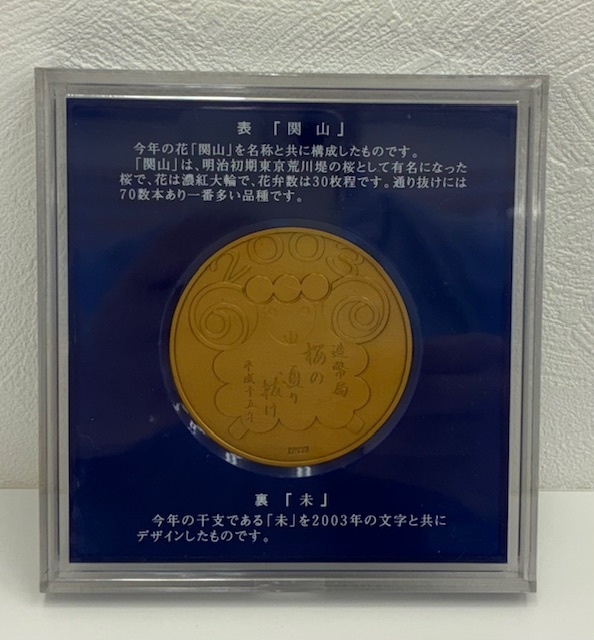 表 「関 山」
今年の花「関山」を名称と共に構成したものです。
「関山」は、明治初期東京荒川堤の桜として有名になった
桜で、花は濃紅大輪で、花弁数は30枚程です。通り抜けには
70数本あり一番多い品種です。
2003
造幣局
桜の
通り
抜け
平成十五年
裏 「未」
今年の干支である「未」を2003年の文字と共に
デザインしたものです。